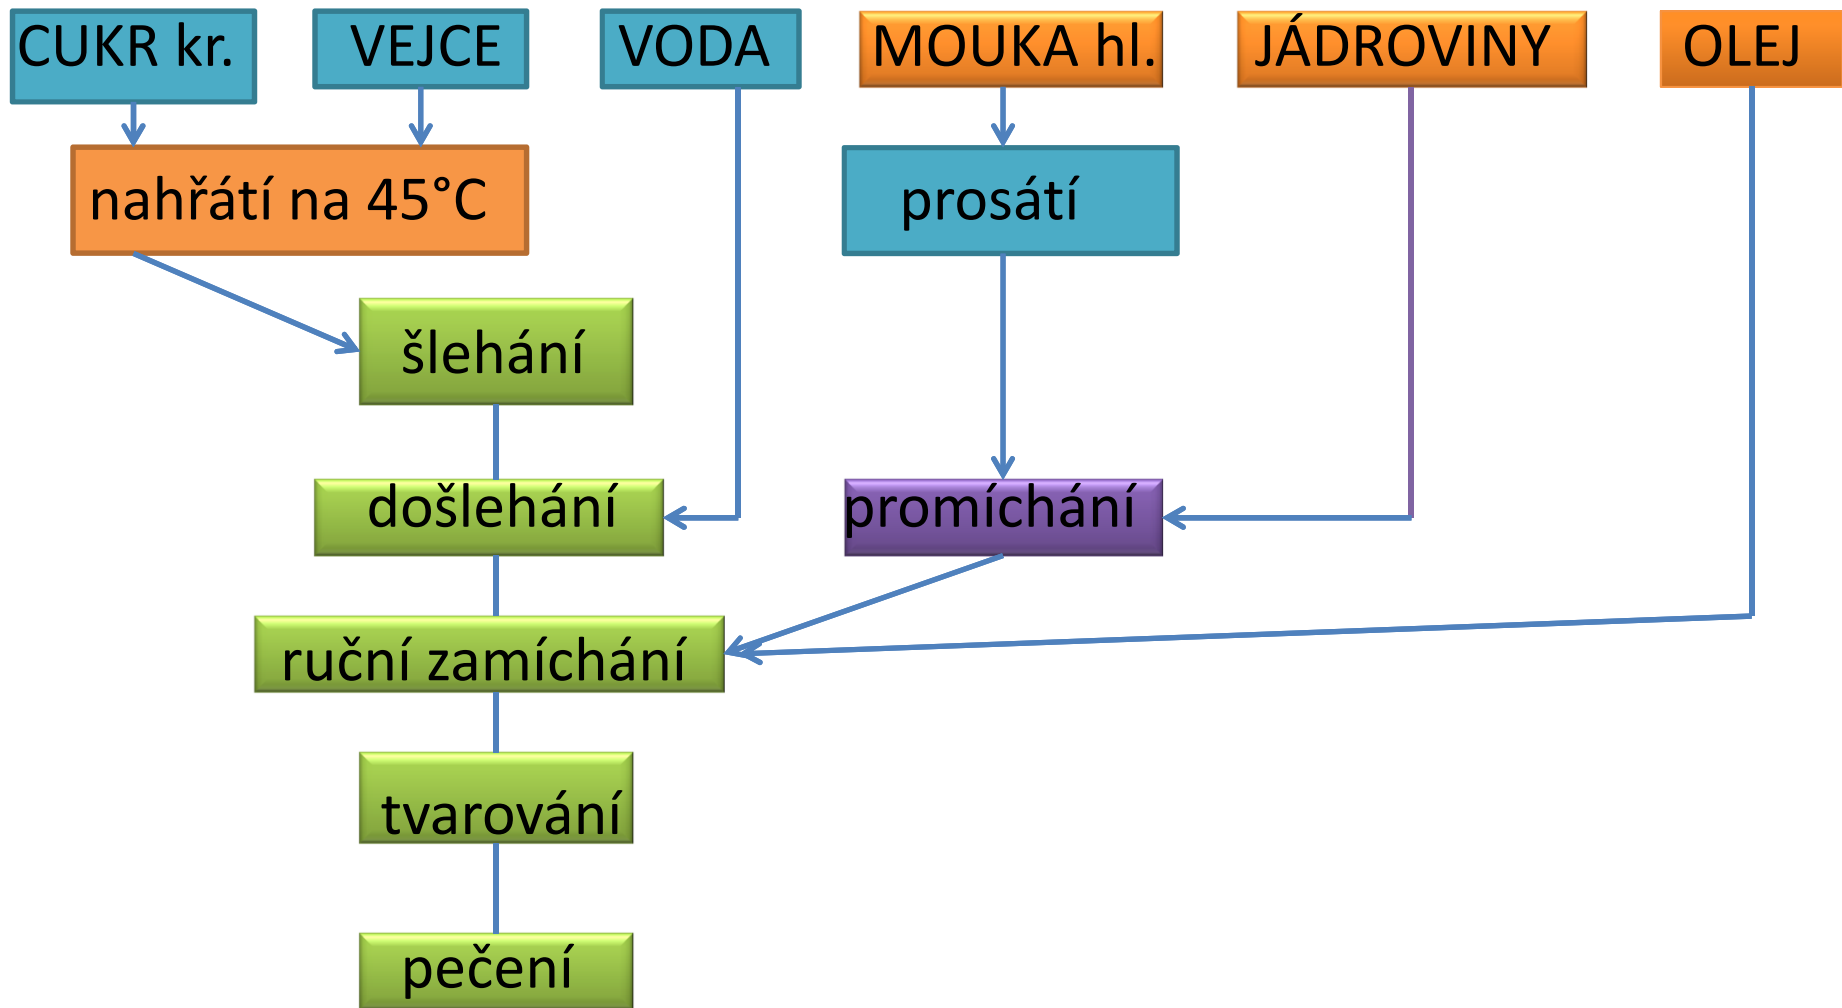 CUKR kr.
VEJCE
VODA
MOUKA hl.
JÁDROVINY
OLEJ
nahřátí na 45°C
prosátí
šlehání
došlehání
promíchání
ruční zamíchání
tvarování
pečení